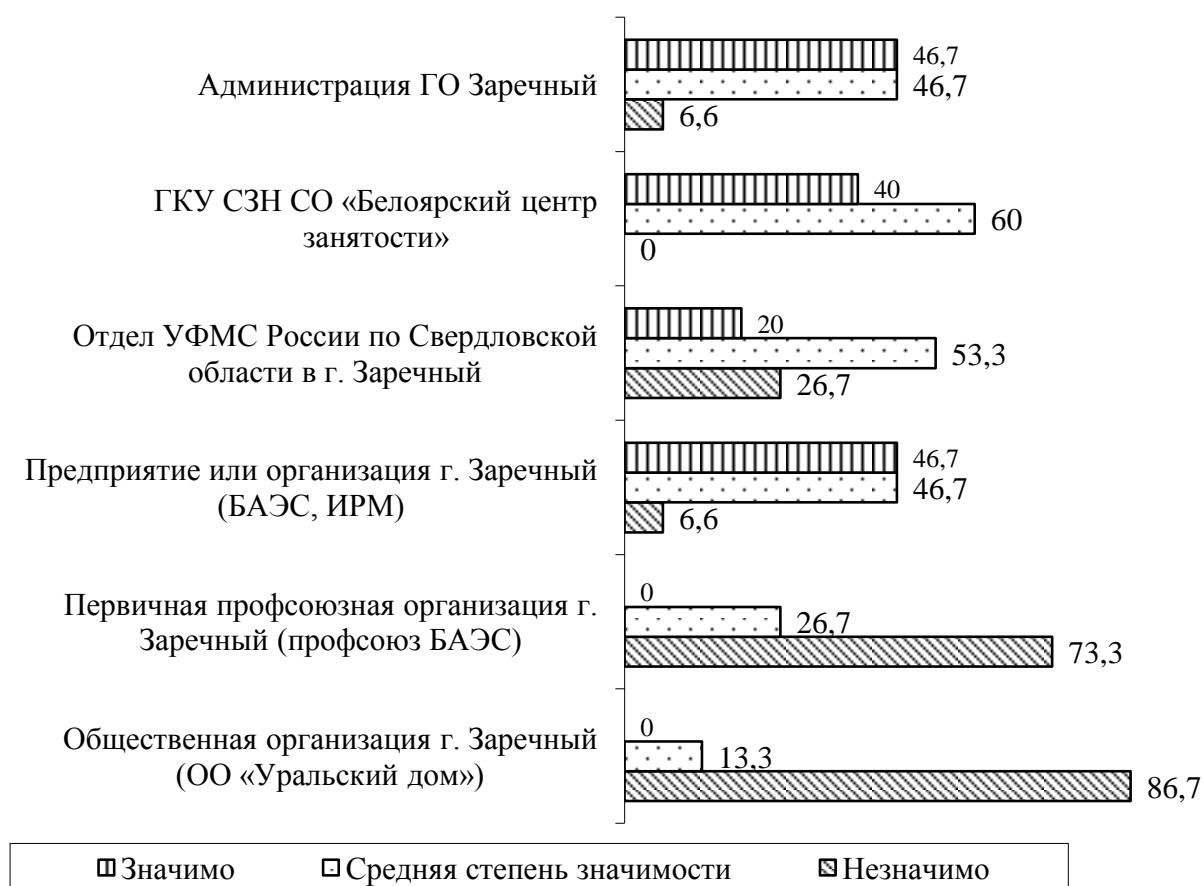 46,7
Администрация ГО Заречный
46,7
6,6
40
ГКУ СЗН СО «Белоярский центр
занятости»
60
0
20
Отдел УФМС России по Свердловской
области в г. Заречный
53,3
26,7
46,7
Предприятие или организация г. Заречный
(БАЭС, ИРМ)
46,7
6,6
0
Первичная профсоюзная организация г.
Заречный (профсоюз БАЭС)
26,7
73,3
0
Общественная организация г. Заречный
(ОО «Уральский дом»)
13,3
86,7
Значимо Средняя степень значимости Незначимо